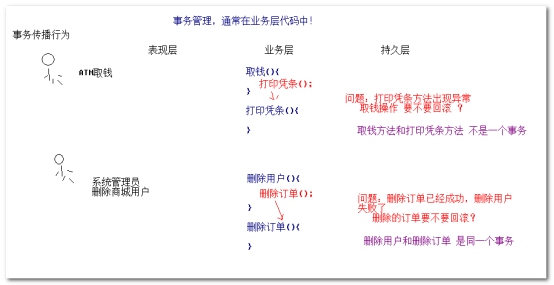 事务管理，通常在业务层代码中！
事务传播行为
表现层 业务层 持久层
ATM取钱
取钱(){
打印凭条();
}
打印凭条(){
}
问题：打印凭条方法出现异常
取钱操作 要不要回滚 ？
取钱方法和打印凭条方法 不是一个事务
系统管理员
删除商城用户
删除用户(){
删除订单();
}
删除订单(){
}
问题：删除订单已经成功，删除用户
失败了
删除的订单要不要回滚？
删除用户和删除订单 是同一个事务